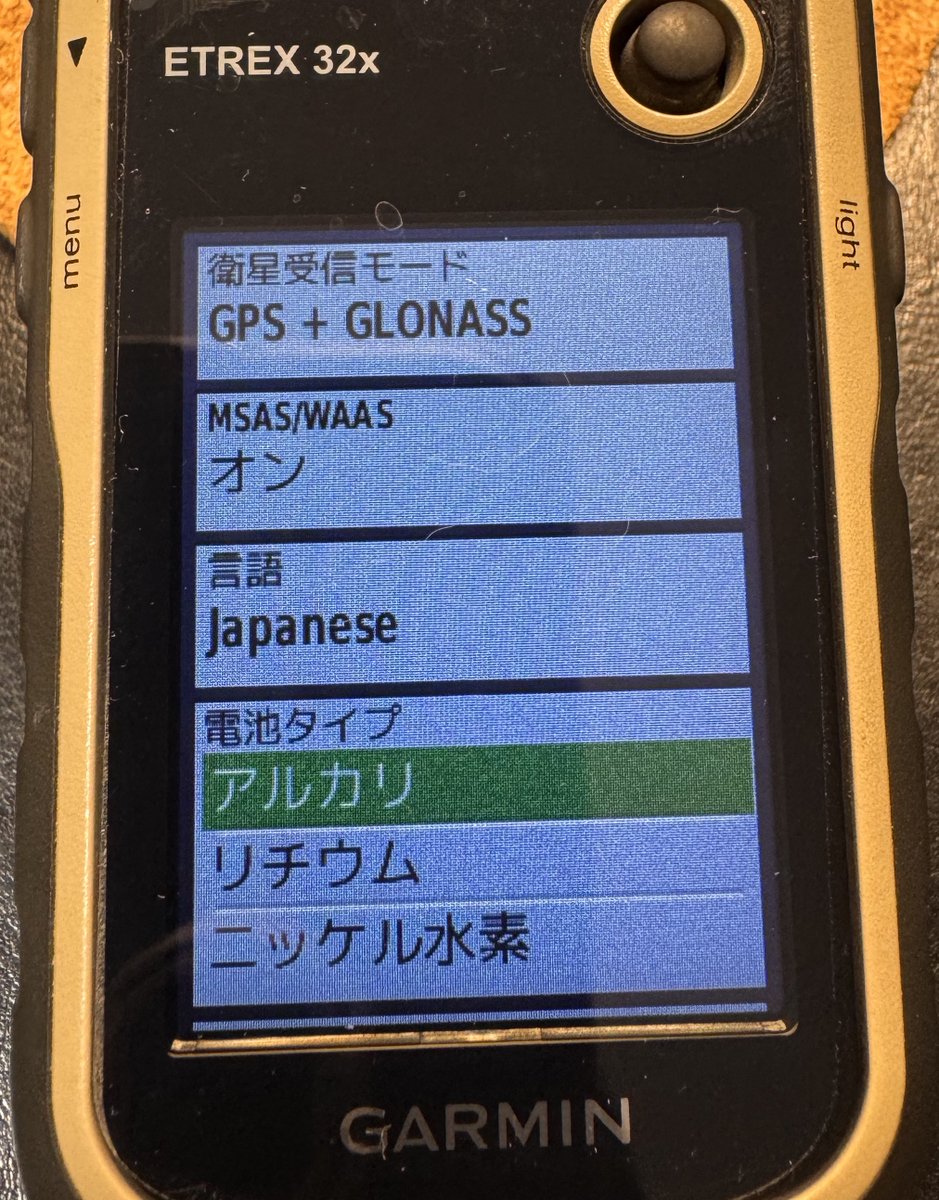 ETREX 32x
menu
light
衛星受信モード
GPS + GLONASS
MSAS/WAAS
オン
言語
Japanese
電池タイプ
アルカリ
リチウム
ニッケル水素
GARMIN